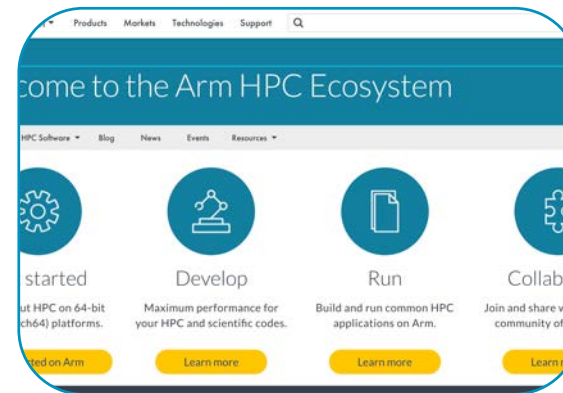 Products Markets Technologies Support
come to the Arm HPC Ecosystem
HPC Software Blog News Events Resources
started Develop Run Collab
ut HPC on 64-bit Maximum performance for Build and run common HPC Join and share w
ch64) platforms. your HPC and scientific codes. applications on Arm. community of
ted on Arm Learn more Learn more Learn